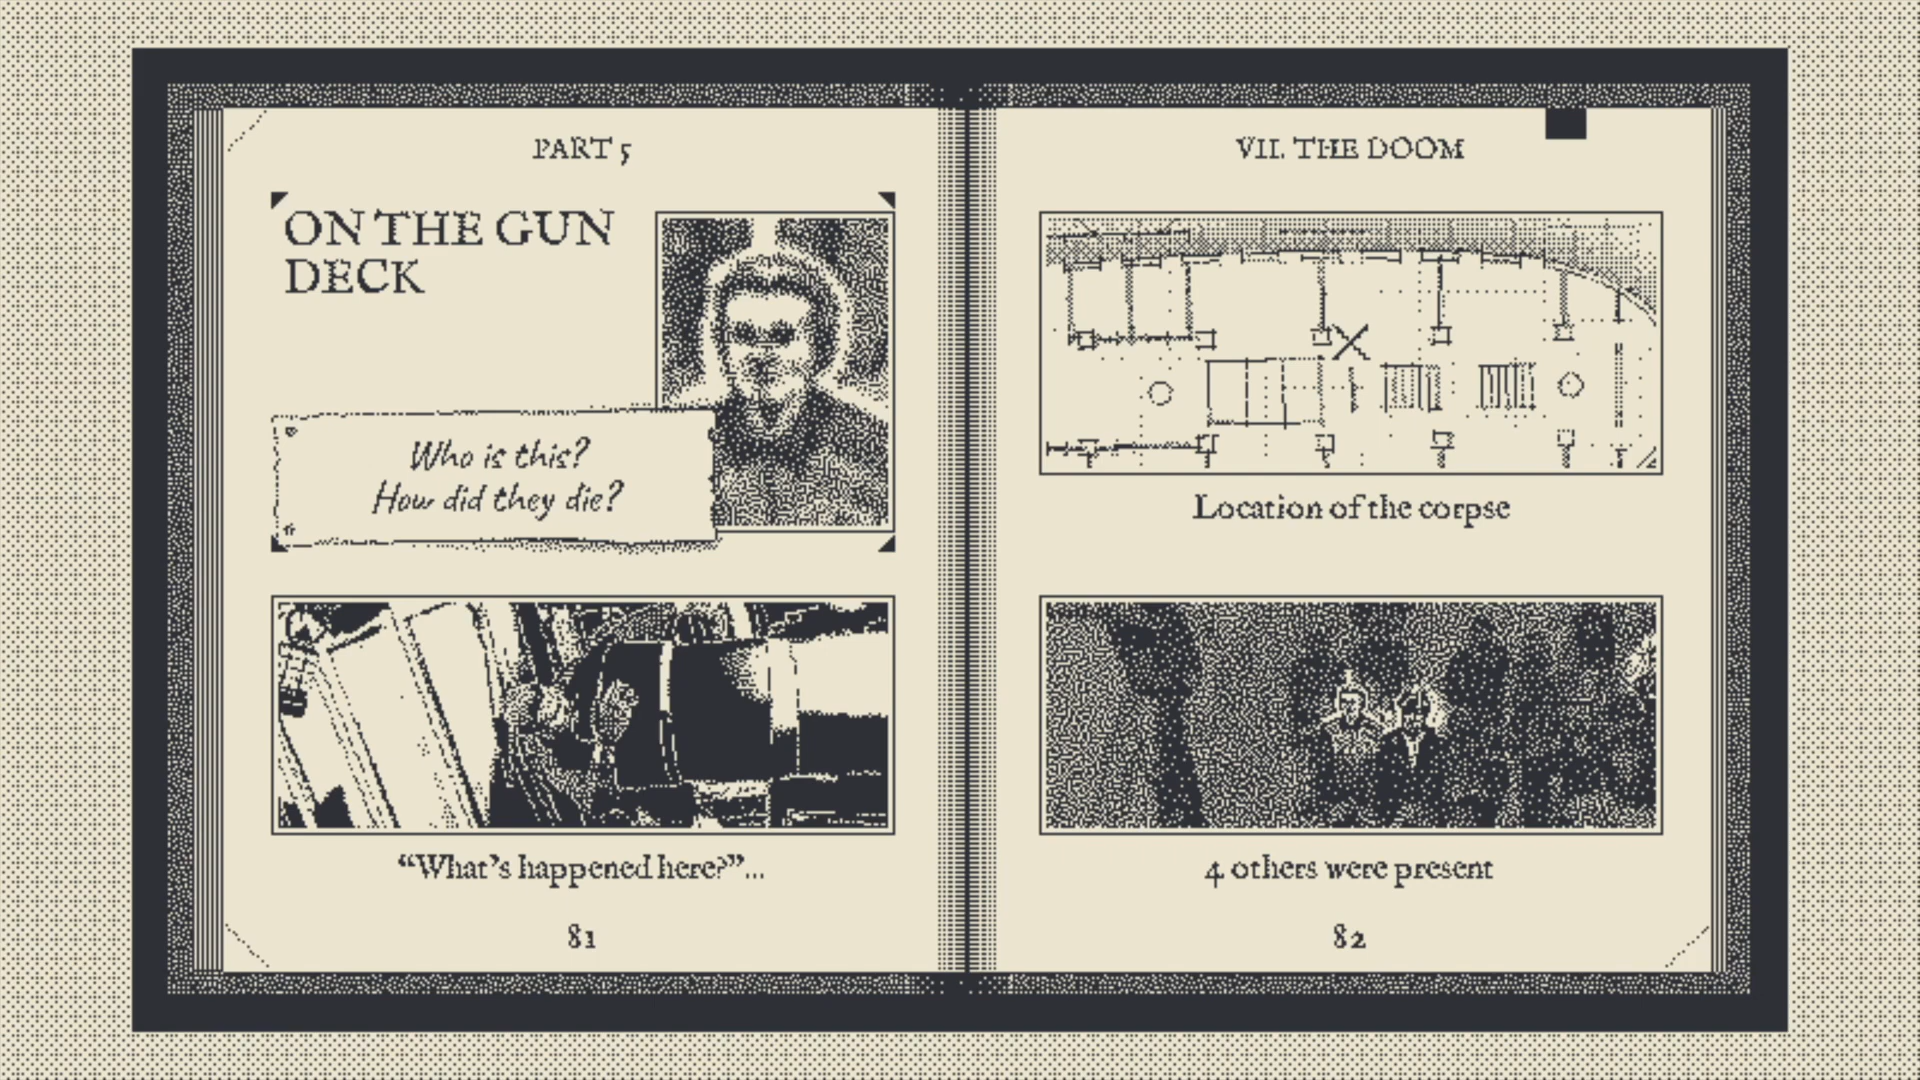 PART 5
ON THE GUN
DECK
Who is this?
How did they die?
“What’s happened here?”...
81
VII. THE DOOM
Location of the corpse
4 others were present
82